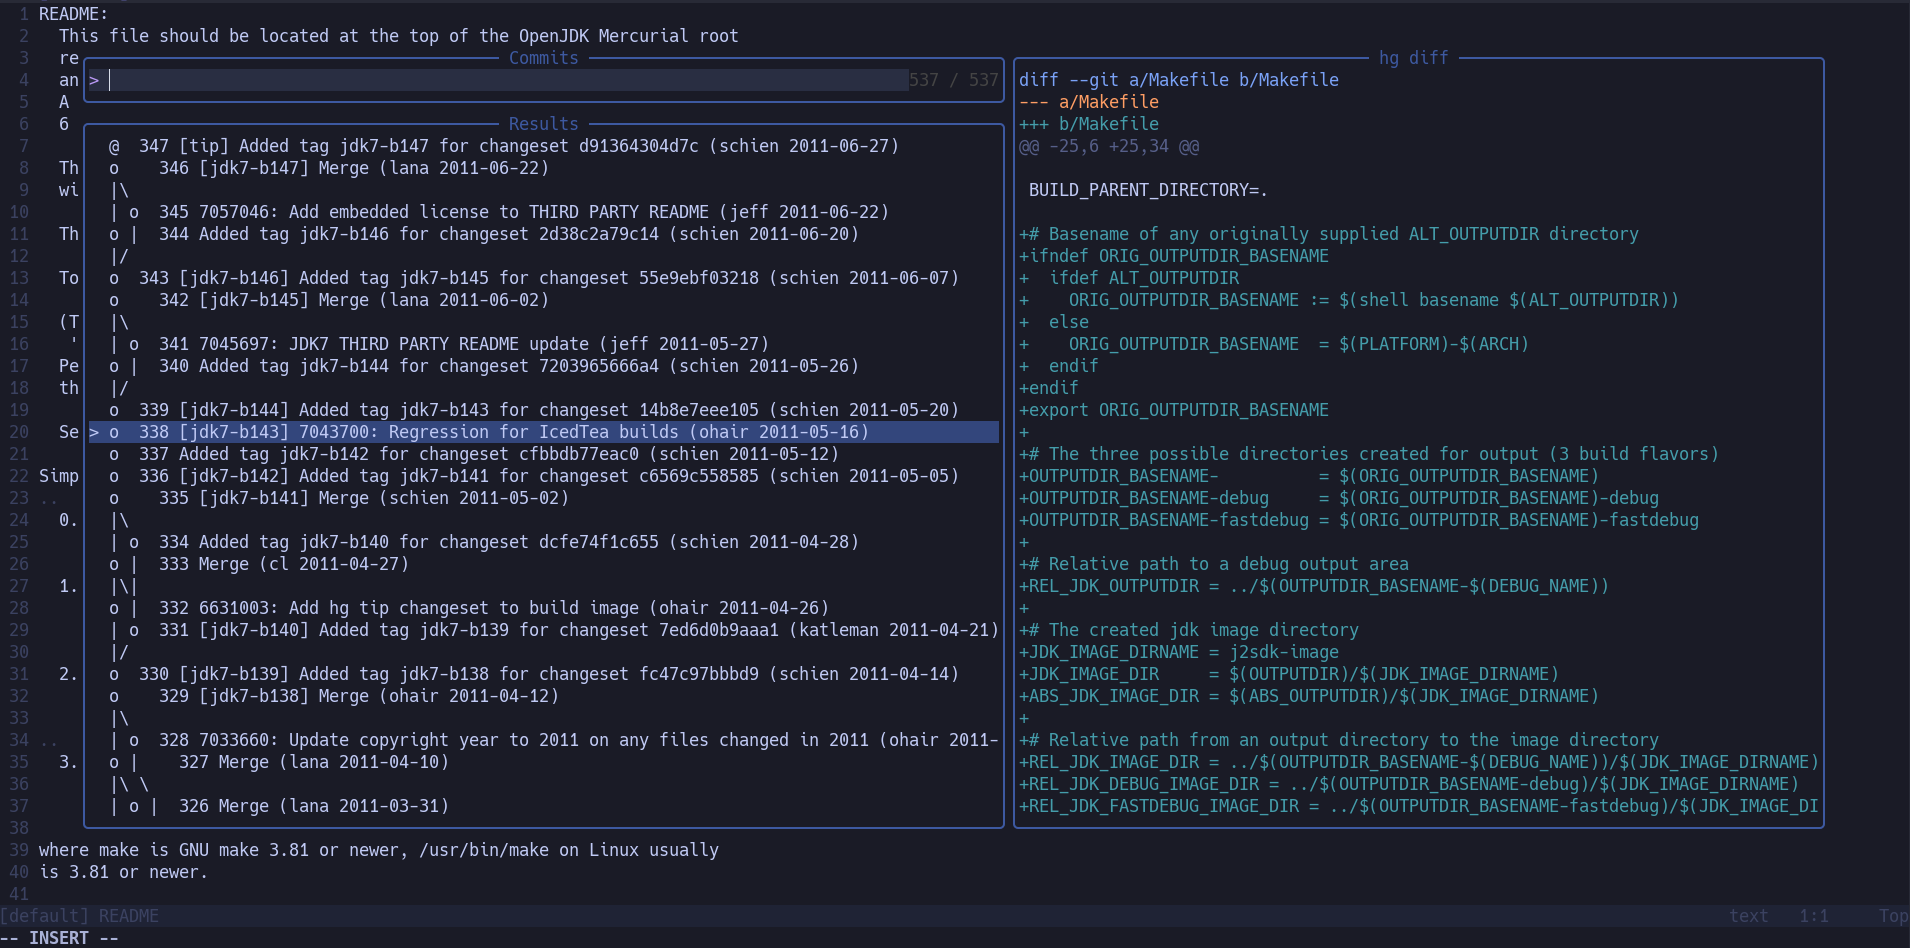 1 README:
2   This file should be located at the top of the OpenJDK Mercurial root
3   re
4   an
5   A
6   6
7
8   Th
9   wi
10
11   Th
12
13   To
14
15   (T
16    '
17   Pe
18   th
19
20   Se
21
22 Simp
23 ..
24   0.
25
26
27   1.
28
29
30
31   2.
32
33
34 ..
35   3.
36
37
38
39 where make is GNU make 3.81 or newer, /usr/bin/make on Linux usually
40 is 3.81 or newer.
41
Commits
> 537 / 537
Results
  @  347 [tip] Added tag jdk7-b147 for changeset d91364304d7c (schien 2011-06-27)
  o    346 [jdk7-b147] Merge (lana 2011-06-22)
  |\
  | o  345 7057046: Add embedded license to THIRD PARTY README (jeff 2011-06-22)
  o |  344 Added tag jdk7-b146 for changeset 2d38c2a79c14 (schien 2011-06-20)
  |/
  o  343 [jdk7-b146] Added tag jdk7-b145 for changeset 55e9ebf03218 (schien 2011-06-07)
  o    342 [jdk7-b145] Merge (lana 2011-06-02)
  |\
  | o  341 7045697: JDK7 THIRD PARTY README update (jeff 2011-05-27)
  o |  340 Added tag jdk7-b144 for changeset 7203965666a4 (schien 2011-05-26)
  |/
  o  339 [jdk7-b144] Added tag jdk7-b143 for changeset 14b8e7eee105 (schien 2011-05-20)
> o  338 [jdk7-b143] 7043700: Regression for IcedTea builds (ohair 2011-05-16)
  o  337 Added tag jdk7-b142 for changeset cfbbdb77eac0 (schien 2011-05-12)
  o  336 [jdk7-b142] Added tag jdk7-b141 for changeset c6569c558585 (schien 2011-05-05)
  o    335 [jdk7-b141] Merge (schien 2011-05-02)
  |\
  | o  334 Added tag jdk7-b140 for changeset dcfe74f1c655 (schien 2011-04-28)
  o |  333 Merge (cl 2011-04-27)
  |\|
  o |  332 6631003: Add hg tip changeset to build image (ohair 2011-04-26)
  | o  331 [jdk7-b140] Added tag jdk7-b139 for changeset 7ed6d0b9aaa1 (katleman 2011-04-21)
  |/
  o  330 [jdk7-b139] Added tag jdk7-b138 for changeset fc47c97bbbd9 (schien 2011-04-14)
  o    329 [jdk7-b138] Merge (ohair 2011-04-12)
  |\
  | o  328 7033660: Update copyright year to 2011 on any files changed in 2011 (ohair 2011-
  o |    327 Merge (lana 2011-04-10)
  |\ \
  | o |  326 Merge (lana 2011-03-31)
hg diff
diff --git a/Makefile b/Makefile
--- a/Makefile
+++ b/Makefile
@@ -25,6 +25,34 @@

 BUILD_PARENT_DIRECTORY=.

+# Basename of any originally supplied ALT_OUTPUTDIR directory
+ifndef ORIG_OUTPUTDIR_BASENAME
+  ifdef ALT_OUTPUTDIR
+    ORIG_OUTPUTDIR_BASENAME := $(shell basename $(ALT_OUTPUTDIR))
+  else
+    ORIG_OUTPUTDIR_BASENAME  = $(PLATFORM)-$(ARCH)
+  endif
+endif
+export ORIG_OUTPUTDIR_BASENAME
+
+# The three possible directories created for output (3 build flavors)
+OUTPUTDIR_BASENAME-          = $(ORIG_OUTPUTDIR_BASENAME)
+OUTPUTDIR_BASENAME-debug     = $(ORIG_OUTPUTDIR_BASENAME)-debug
+OUTPUTDIR_BASENAME-fastdebug = $(ORIG_OUTPUTDIR_BASENAME)-fastdebug
+
+# Relative path to a debug output area
+REL_JDK_OUTPUTDIR = ../$(OUTPUTDIR_BASENAME-$(DEBUG_NAME))
+
+# The created jdk image directory
+JDK_IMAGE_DIRNAME = j2sdk-image
+JDK_IMAGE_DIR     = $(OUTPUTDIR)/$(JDK_IMAGE_DIRNAME)
+ABS_JDK_IMAGE_DIR = $(ABS_OUTPUTDIR)/$(JDK_IMAGE_DIRNAME)
+
+# Relative path from an output directory to the image directory
+REL_JDK_IMAGE_DIR = ../$(OUTPUTDIR_BASENAME-$(DEBUG_NAME))/$(JDK_IMAGE_DIRNAME)
+REL_JDK_DEBUG_IMAGE_DIR = ../$(OUTPUTDIR_BASENAME-debug)/$(JDK_IMAGE_DIRNAME)
+REL_JDK_FASTDEBUG_IMAGE_DIR = ../$(OUTPUTDIR_BASENAME-fastdebug)/$(JDK_IMAGE_DI
[default] README text 1:1 Top
-- INSERT --